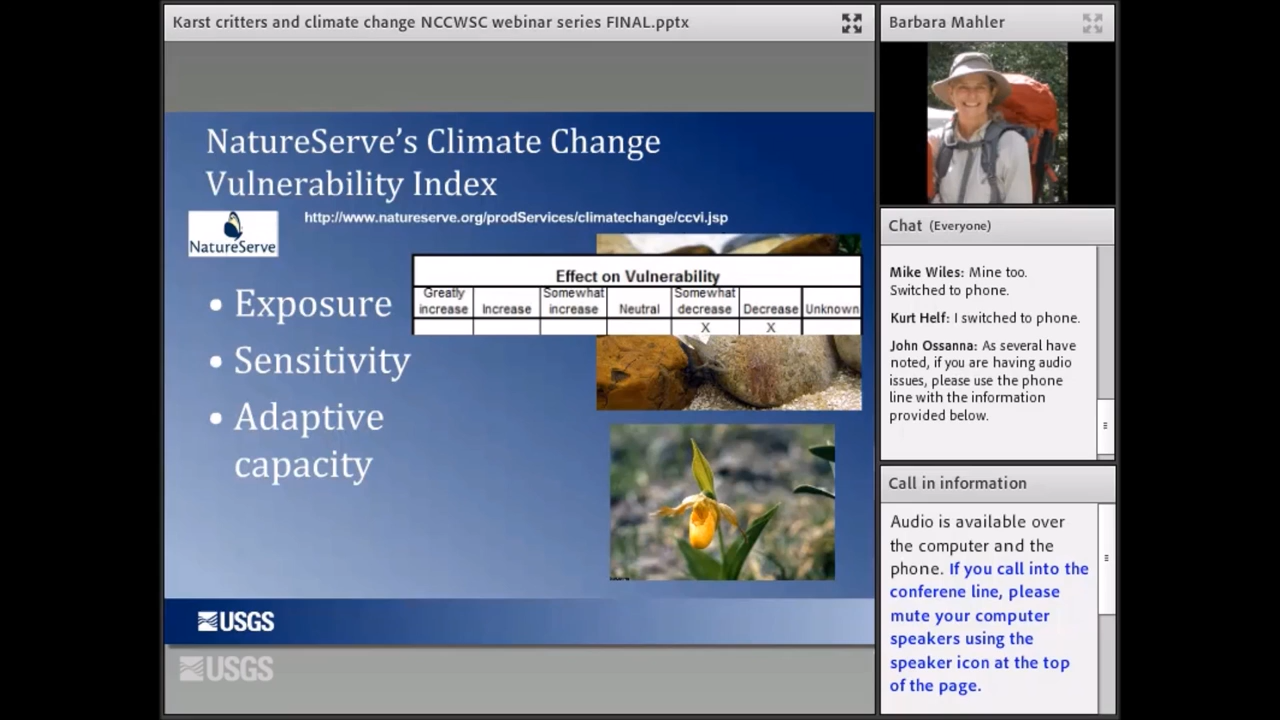 Karst critters and climate change NCCWSC webinar series FINAL.pptx
NatureServe's Climate Change
Vulnerability Index
http://www.natureserve.org/prodServices/climatechange/ccvi.jsp
NatureServe
• Exposure
• Sensitivity
• Adaptive
capacity
Effect on Vulnerability
Greatly increase Increase Somewhat increase Neutral Somewhat decrease Decrease Unknown
X X
USGS
USGS
Barbara Mahler
Chat (Everyone)
Mike Wiles: Mine too.
Switched to phone.
Kurt Helf: I switched to phone.
John Ossanna: As several have
noted, if you are having audio
issues, please use the phone
line with the information
provided below.
Call in information
Audio is available over
the computer and the
phone. If you call into the
conferene line, please
mute your computer
speakers using the
speaker icon at the top
of the page.